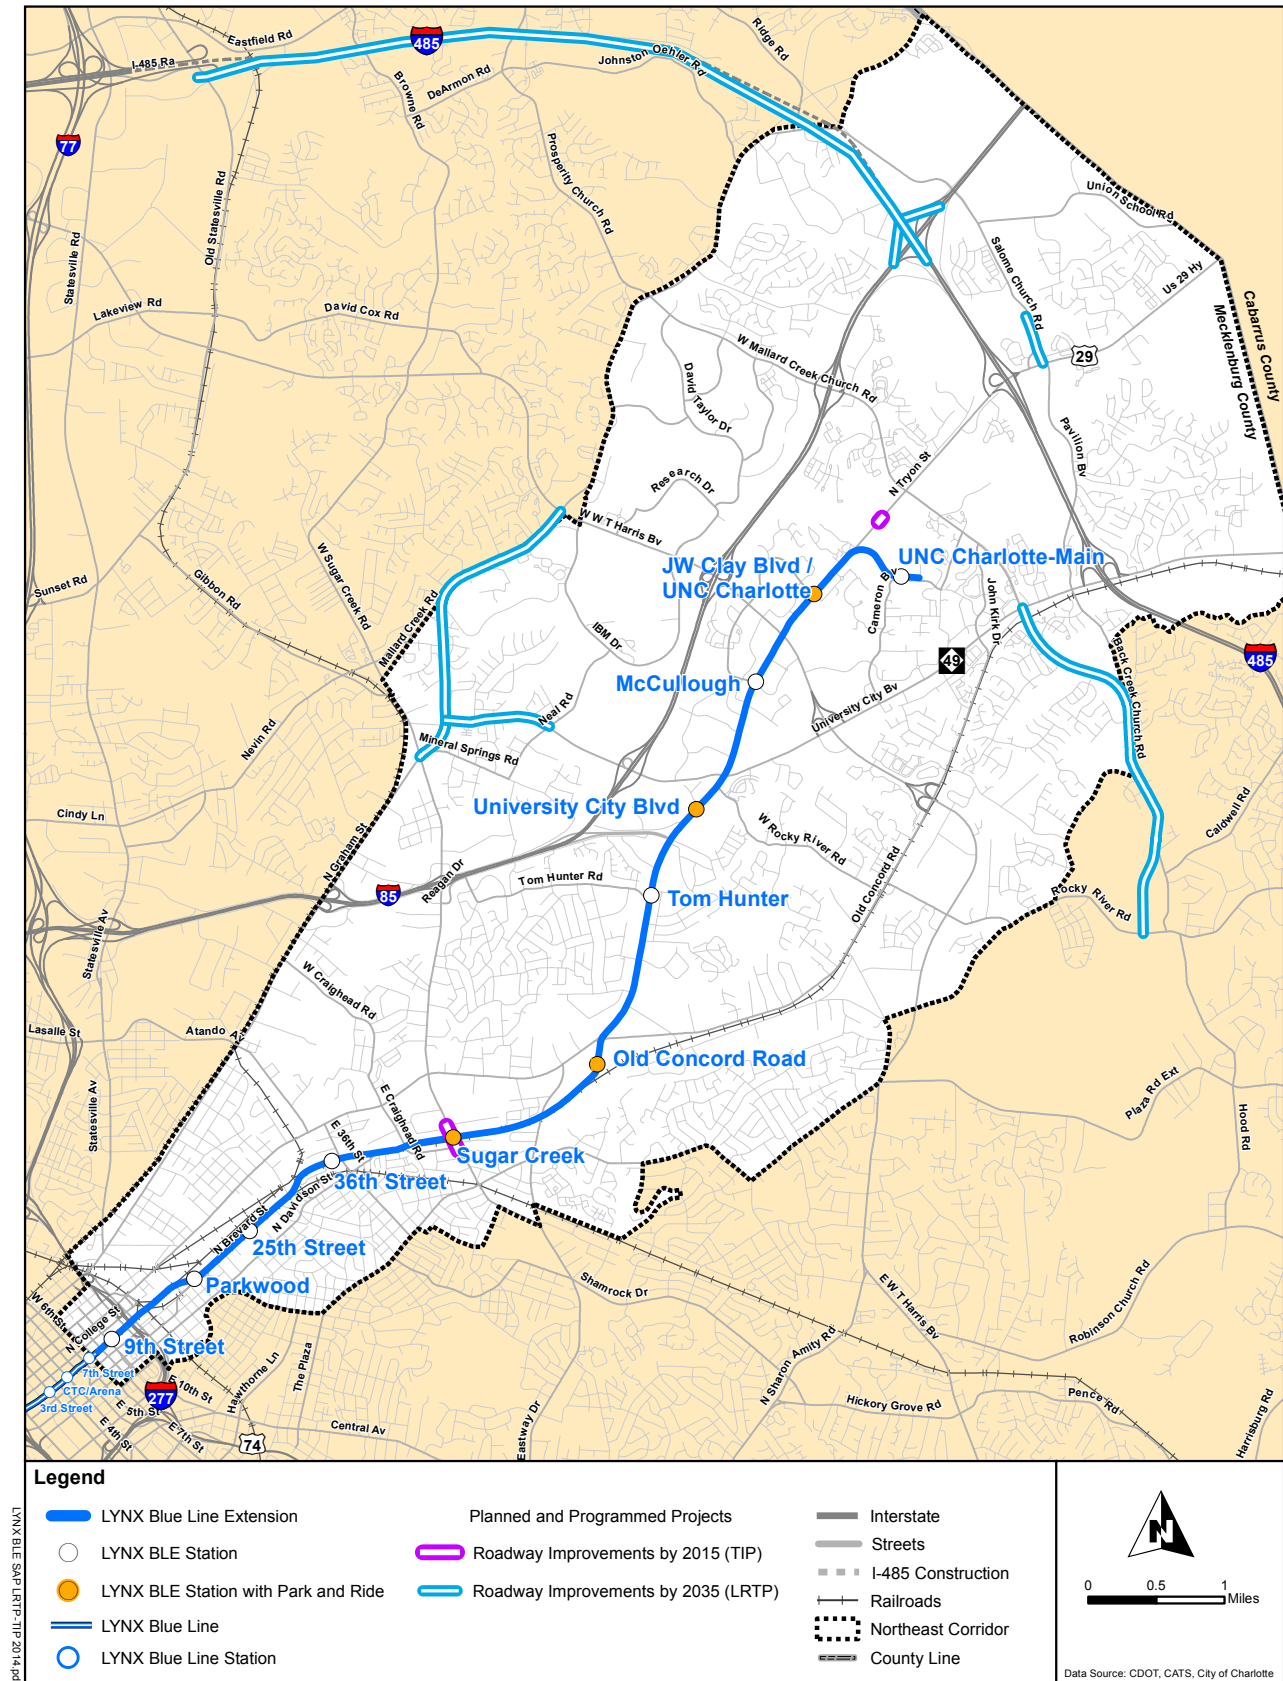 Eastfield Rd
485
Ridge Rd
I-485 Ra
Johnston Oehler Rd
Browne Rd
DeArmon Rd
77
Prosperity Church Rd
Old Statesville Rd
Union School Rd
Statesville Rd
Salome Church Rd
Us 29 Hy
Lakeview Rd
David Cox Rd
Cabarrus County
Mecklenburg County
W Mallard Creek Church Rd
29
David Taylor Dr
Pavilion Bv
N Tryon St
Research Dr
W W T Harris Bv
W Sugar Creek Rd
Gibbon Rd
Sunset Rd
JW Clay Blvd /
UNC Charlotte
UNC Charlotte-Main
Cameron Bv
John Kirk Dr
Mallard Creek Rd
IBM Dr
49
485
Back Creek Church Rd
McCullough
Neal Rd
University City Bv
Nevin Rd
Mineral Springs Rd
University City Blvd
Cindy Ln
Caldwell Rd
W Rocky River Rd
N Graham St
Reagan Dr
Tom Hunter Rd
85
Tom Hunter
Old Concord Rd
Rocky River Rd
Statesville Av
W Craighead Rd
Lasalle St
Atando Av
Old Concord Road
Plaza Rd Ext
Hood Rd
Statesville Av
E Craighead Rd
E 36th St
Sugar Creek
36th Street
N Davidson St
N Brevard St
25th Street
Parkwood
Shamrock Dr
E W T Harris Bv
Robinson Church Rd
W 6th St
N College St
9th Street
7th Street
CTC/Arena
3rd Street
277
E 10th St
E 5th St
E 4th St
E 7th St
Hawthorne Ln
The Plaza
74
Central Av
Eastway Dr
N Sharon Amity Rd
Hickory Grove Rd
Pence Rd
Harrisburg Rd
Legend
LYNX Blue Line Extension
LYNX BLE Station
LYNX BLE Station with Park and Ride
LYNX Blue Line
LYNX Blue Line Station
Planned and Programmed Projects
Roadway Improvements by 2015 (TIP)
Roadway Improvements by 2035 (LRTP)
Interstate
Streets
I-485 Construction
Railroads
Northeast Corridor
County Line
N
0 0.5 1
Miles
Data Source: CDOT, CATS, City of Charlotte
LYNX BLE SAP LRTP-TIP 2014.pd